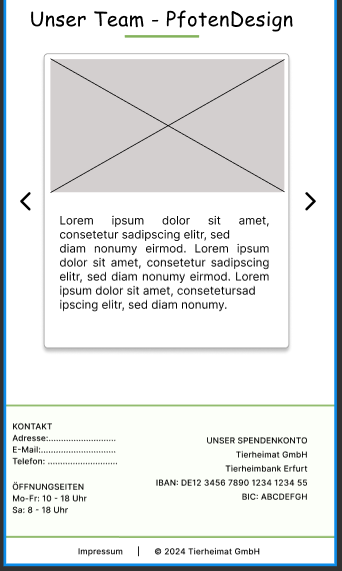 Unser Team - PfotenDesign
Lorem ipsum dolor sit amet,
consetetur sadipscing elitr, sed
diam nonumy eirmod. Lorem ipsum
dolor sit amet, consetetur sadipscing
elitr, sed diam nonumy eirmod. Lorem
ipsum dolor sit amet, consetetursad
ipscing elitr, sed diam nonumy.
KONTAKT
Adresse:...........................
E-Mail:..............................
Telefon: ............................
ÖFFNUNGSEITEN
Mo-Fr: 10 - 18 Uhr
Sa: 8 - 18 Uhr
UNSER SPENDENKONTO
Tierheimat GmbH
Tierheimbank Erfurt
IBAN: DE12 3456 7890 1234 1234 55
BIC: ABCDEFGH
Impressum | © 2024 Tierheimat GmbH